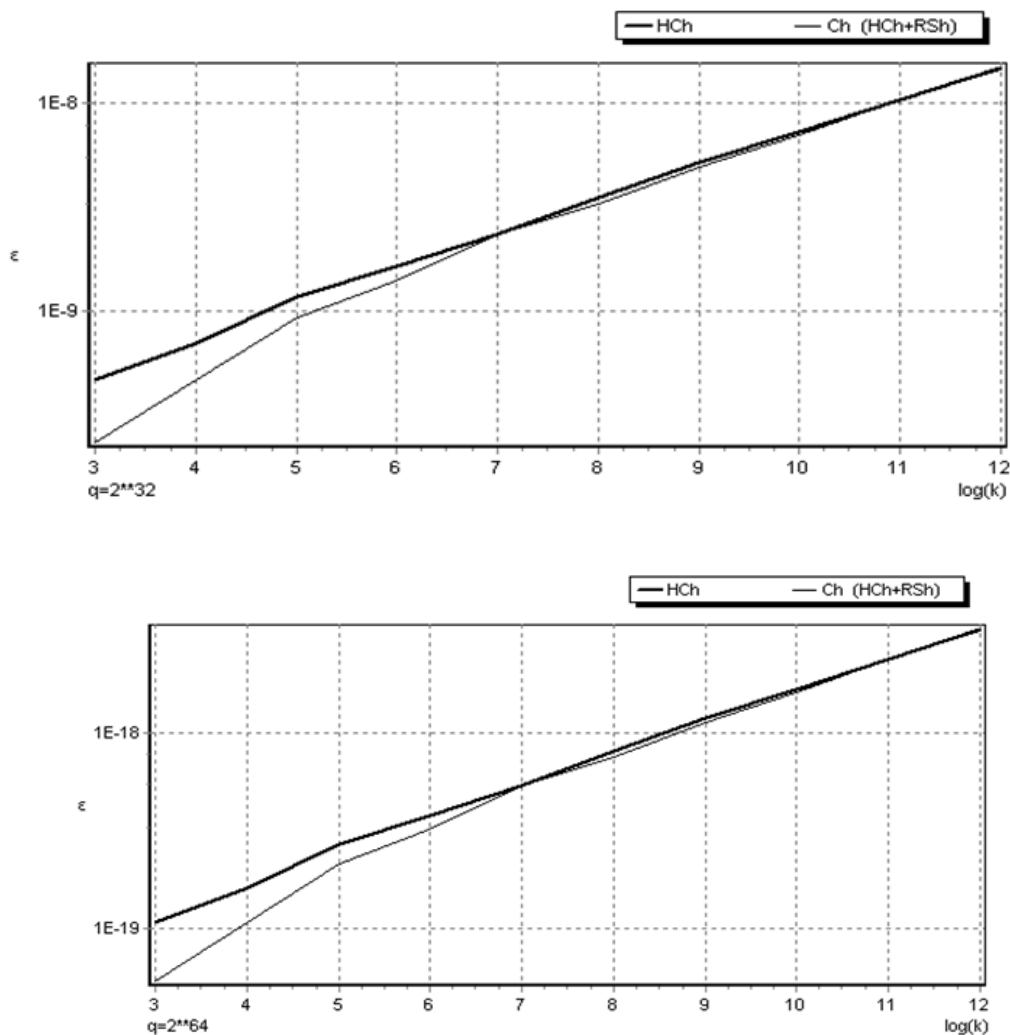 HCh Ch (HCh+RSh)
1E-8
ε
1E-9
3 4 5 6 7 8 9 10 11 12
q=2**32 log(k)
HCh Ch (HCh+RSh)
1E-18
ε
1E-19
3 4 5 6 7 8 9 10 11 12
q=2**64 log(k)